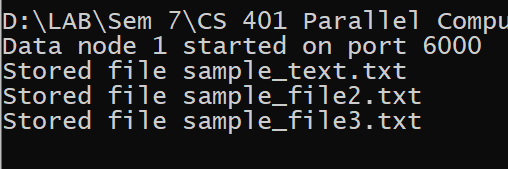 D:\LAB\Sem 7\CS 401 Parallel Compu
Data node 1 started on port 6000
Stored file sample_text.txt
Stored file sample_file2.txt
Stored file sample_file3.txt